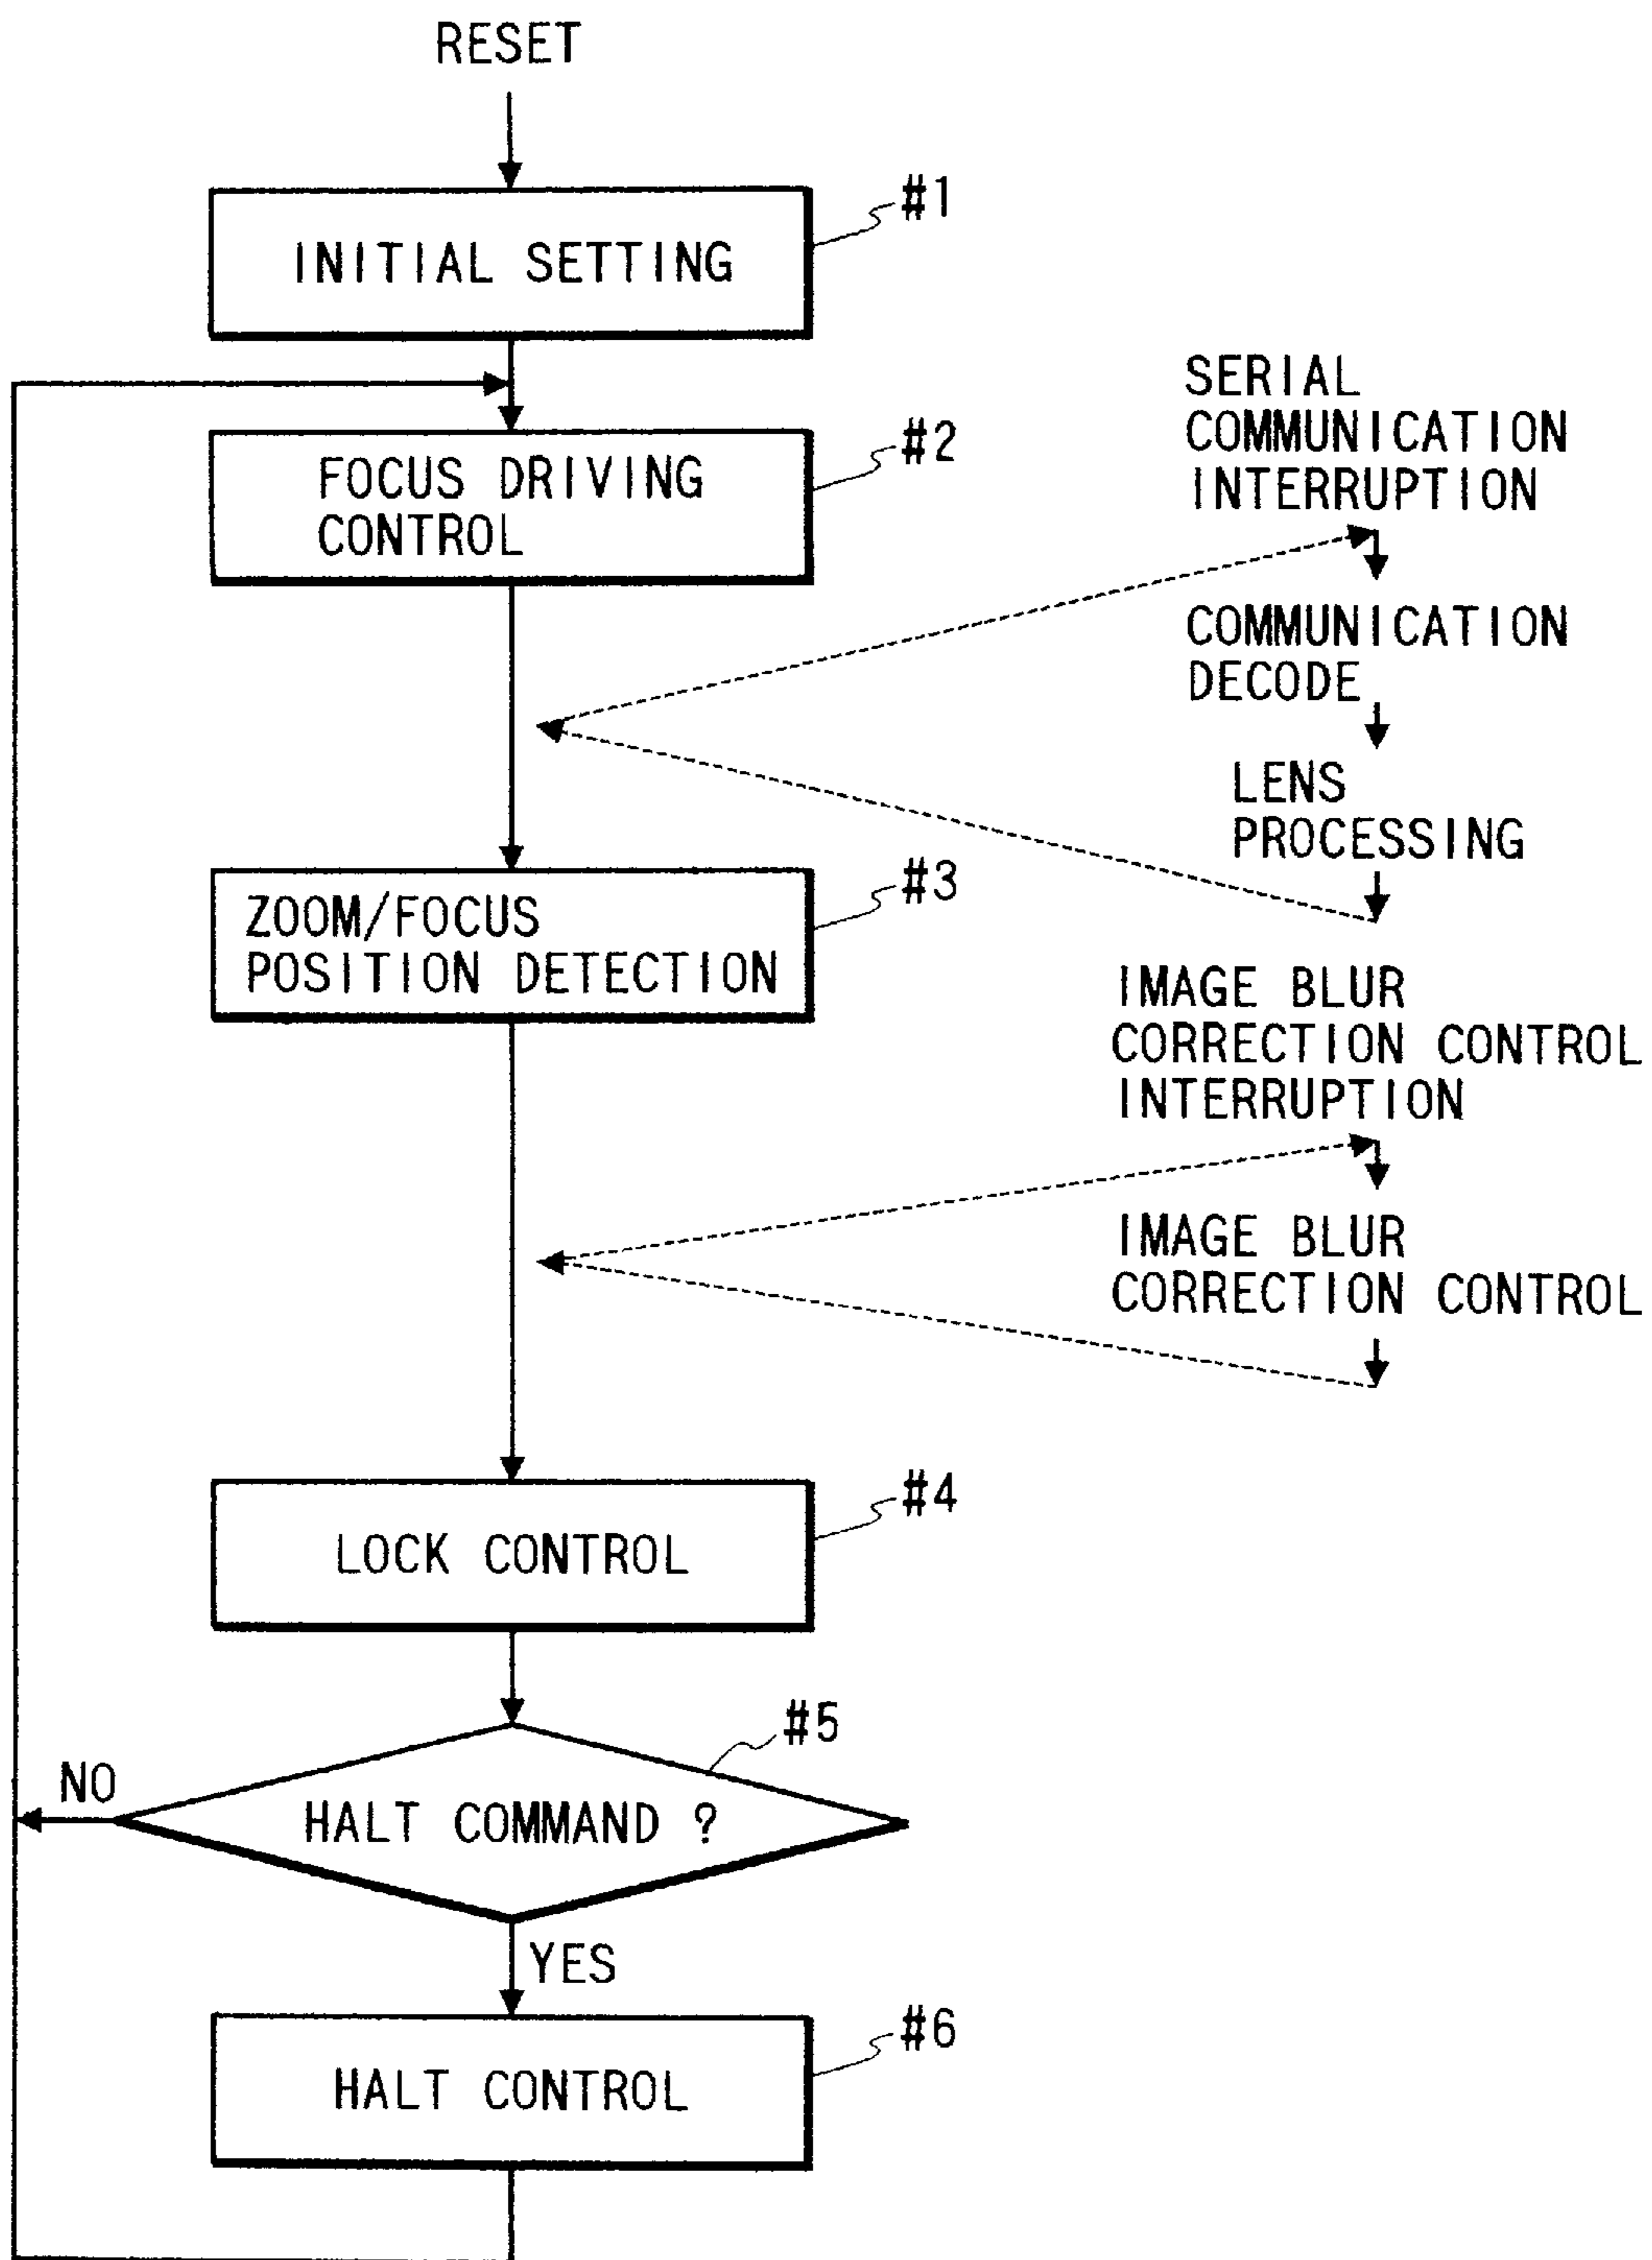 RESET
#1
INITIAL SETTING
#2
FOCUS DRIVING
CONTROL
SERIAL
COMMUNICATION
INTERRUPTION
COMMUNICATION
DECODE
LENS
PROCESSING
#3
ZOOM/FOCUS
POSITION DETECTION
IMAGE BLUR
CORRECTION CONTROL
INTERRUPTION
IMAGE BLUR
CORRECTION CONTROL
#4
LOCK CONTROL
#5
NO
HALT COMMAND ?
YES
#6
HALT CONTROL